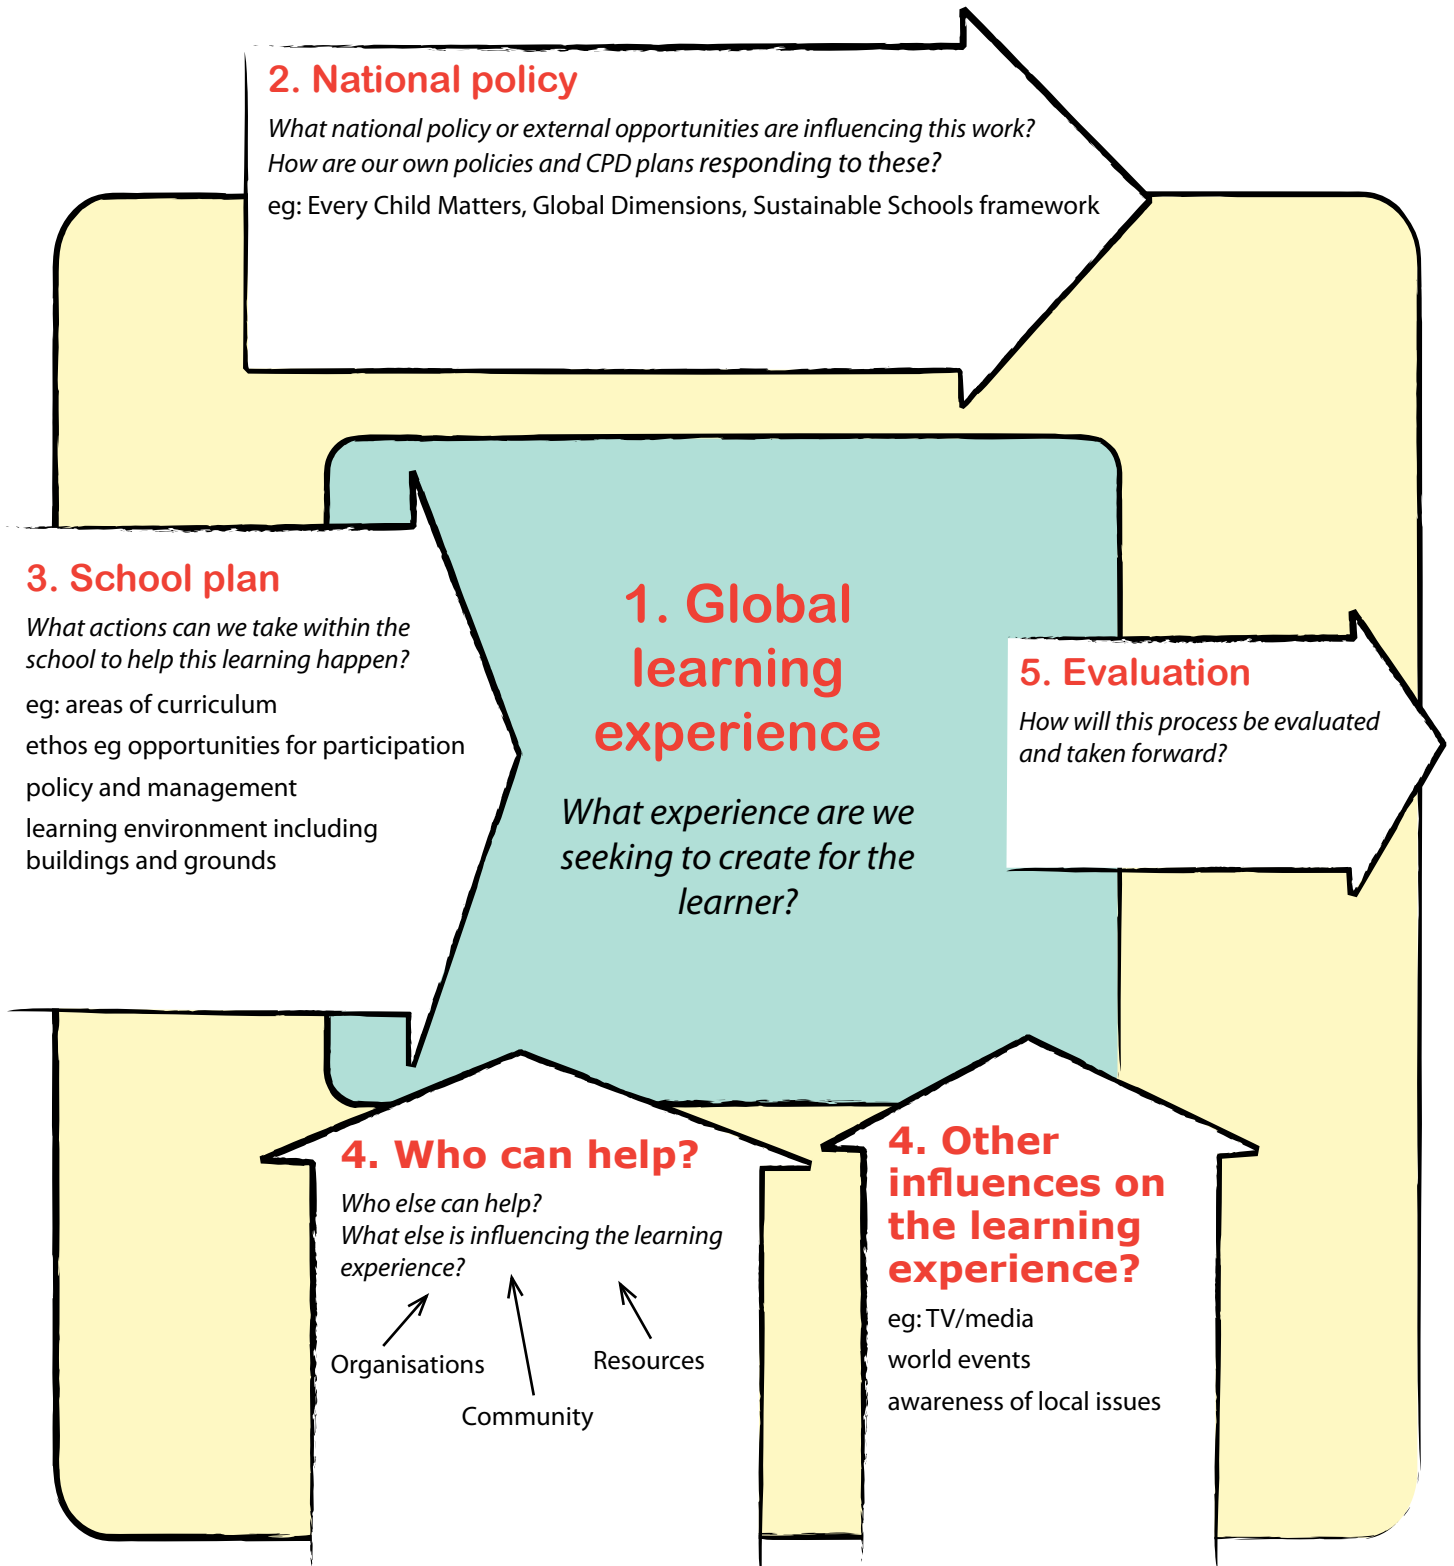 2. National policy
What national policy or external opportunities are influencing this work?
How are our own policies and CPD plans responding to these?
eg: Every Child Matters, Global Dimensions, Sustainable Schools framework
3. School plan
What actions can we take within the
school to help this learning happen?
eg: areas of curriculum
ethos eg opportunities for participation
policy and management
learning environment including
buildings and grounds
1. Global
learning
experience
What experience are we
seeking to create for the
learner?
5. Evaluation
How will this process be evaluated
and taken forward?
4. Who can help?
Who else can help?
What else is influencing the learning
experience?
Organisations
Resources
Community
4. Other
influences on
the learning
experience?
eg: TV/media
world events
awareness of local issues